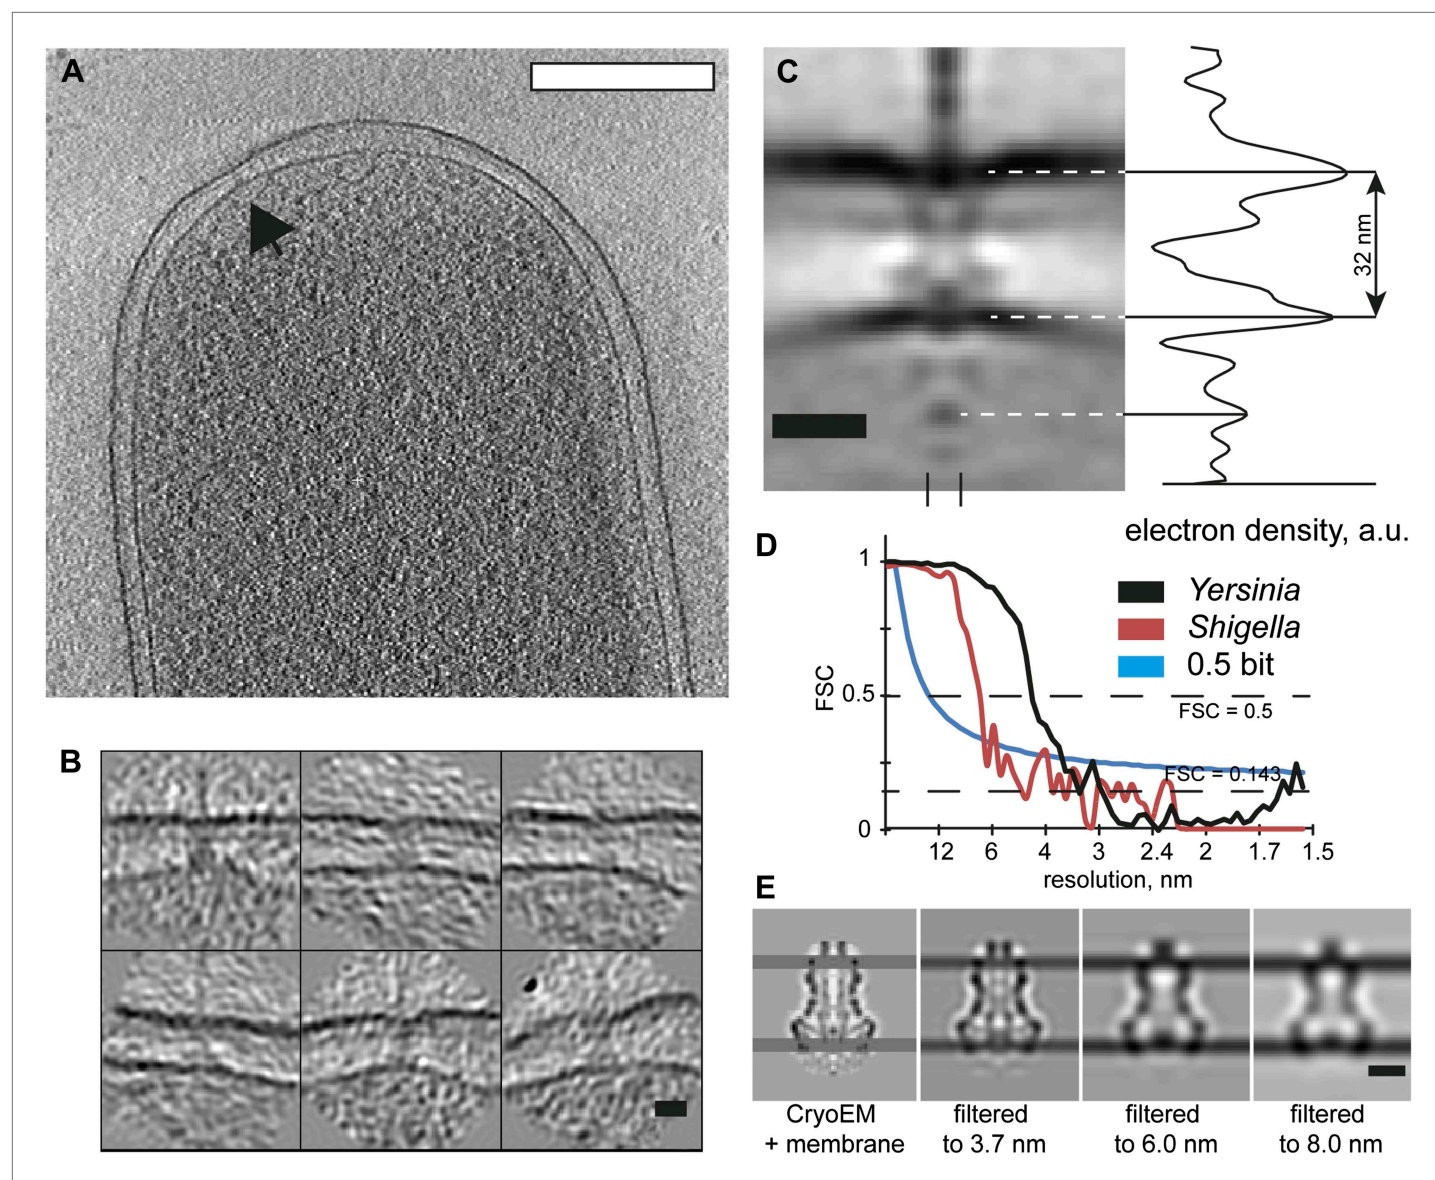 A
B
C
32 nm
electron density, a.u.
D
Yersinia
Shigella
0.5 bit
1
0.5
0
FSC
FSC = 0.5
FSC = 0.143
12 6 4 3 2.4 2 1.7 1.5
resolution, nm
E
CryoEM
+ membrane
filtered
to 3.7 nm
filtered
to 6.0 nm
filtered
to 8.0 nm